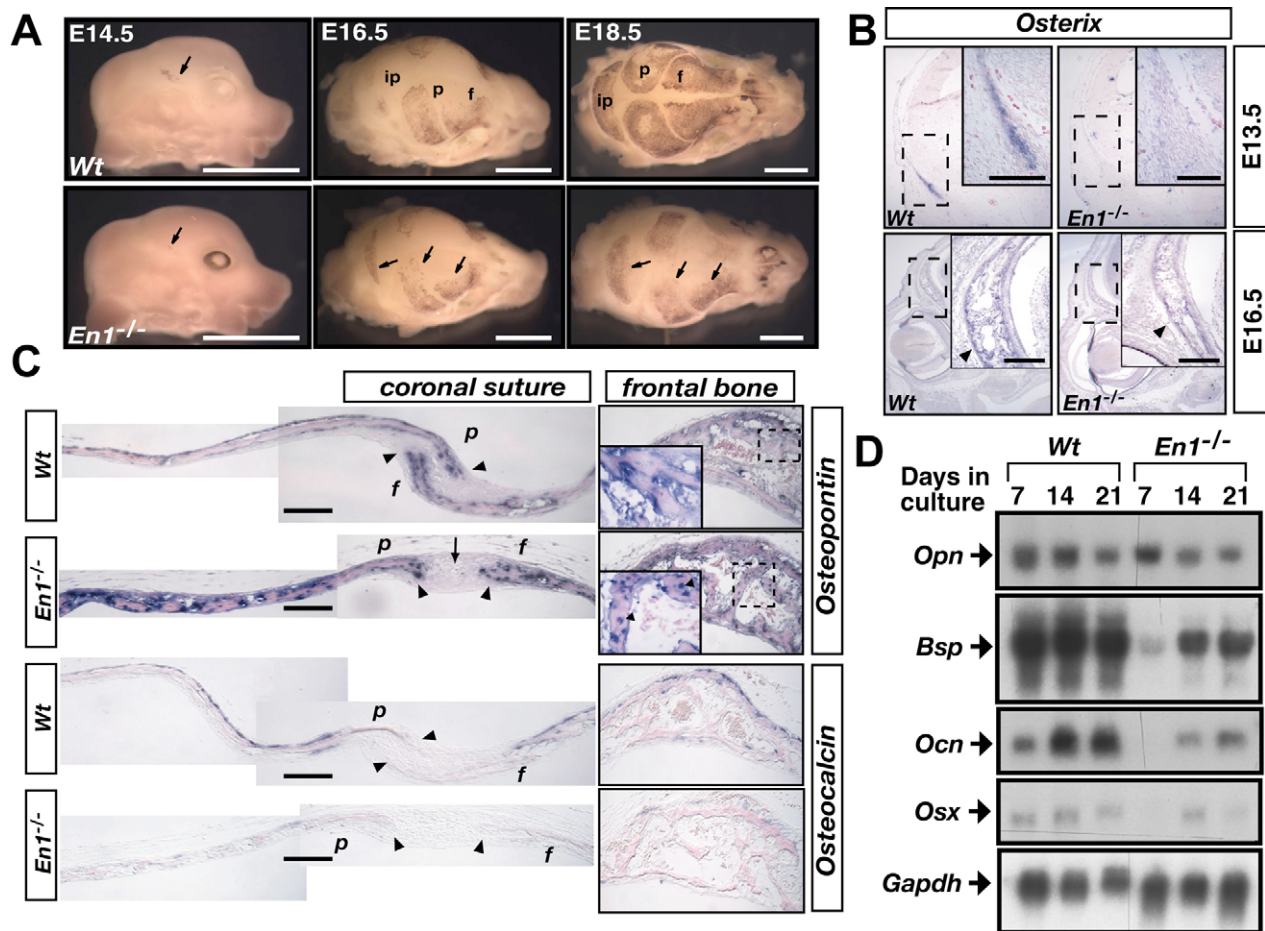 A
E14.5
E16.5
E18.5
ip
p
f
ip
p
f
Wt
En1-/-
B
Osterix
Wt
En1-/-
E13.5
Wt
En1-/-
E16.5
C
coronal suture
frontal bone
Wt
p
f
En1-/-
p
f
Osteopontin
Wt
p
f
En1-/-
p
f
Osteocalcin
D
Wt
En1-/-
Days in
culture
7 14 21 7 14 21
Opn
Bsp
Ocn
Osx
Gapdh